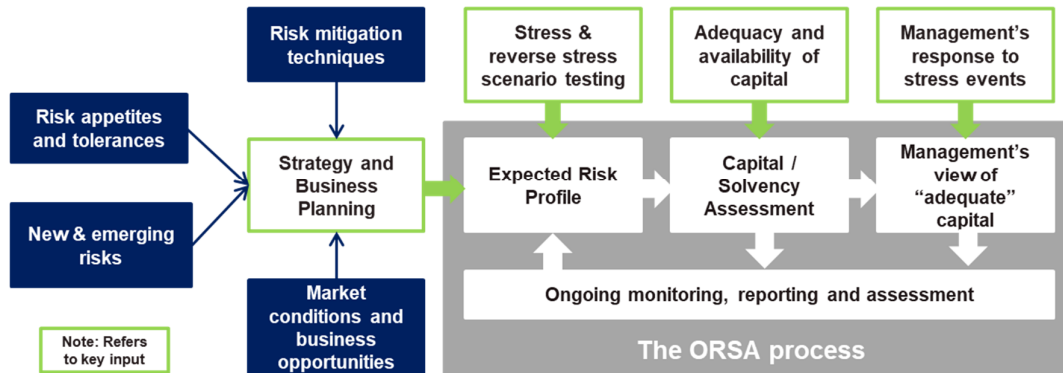 Risk mitigation
techniques
Stress &
reverse stress
scenario testing
Adequacy and
availability of
capital
Management's
response to
stress events
Risk appetites
and tolerances
Strategy and
Business
Planning
Expected Risk
Profile
Capital /
Solvency
Assessment
Management's
view of
“adequate”
capital
New & emerging
risks
Market
conditions and
business
opportunities
Ongoing monitoring, reporting and assessment
Note: Refers
to key input
The ORSA process